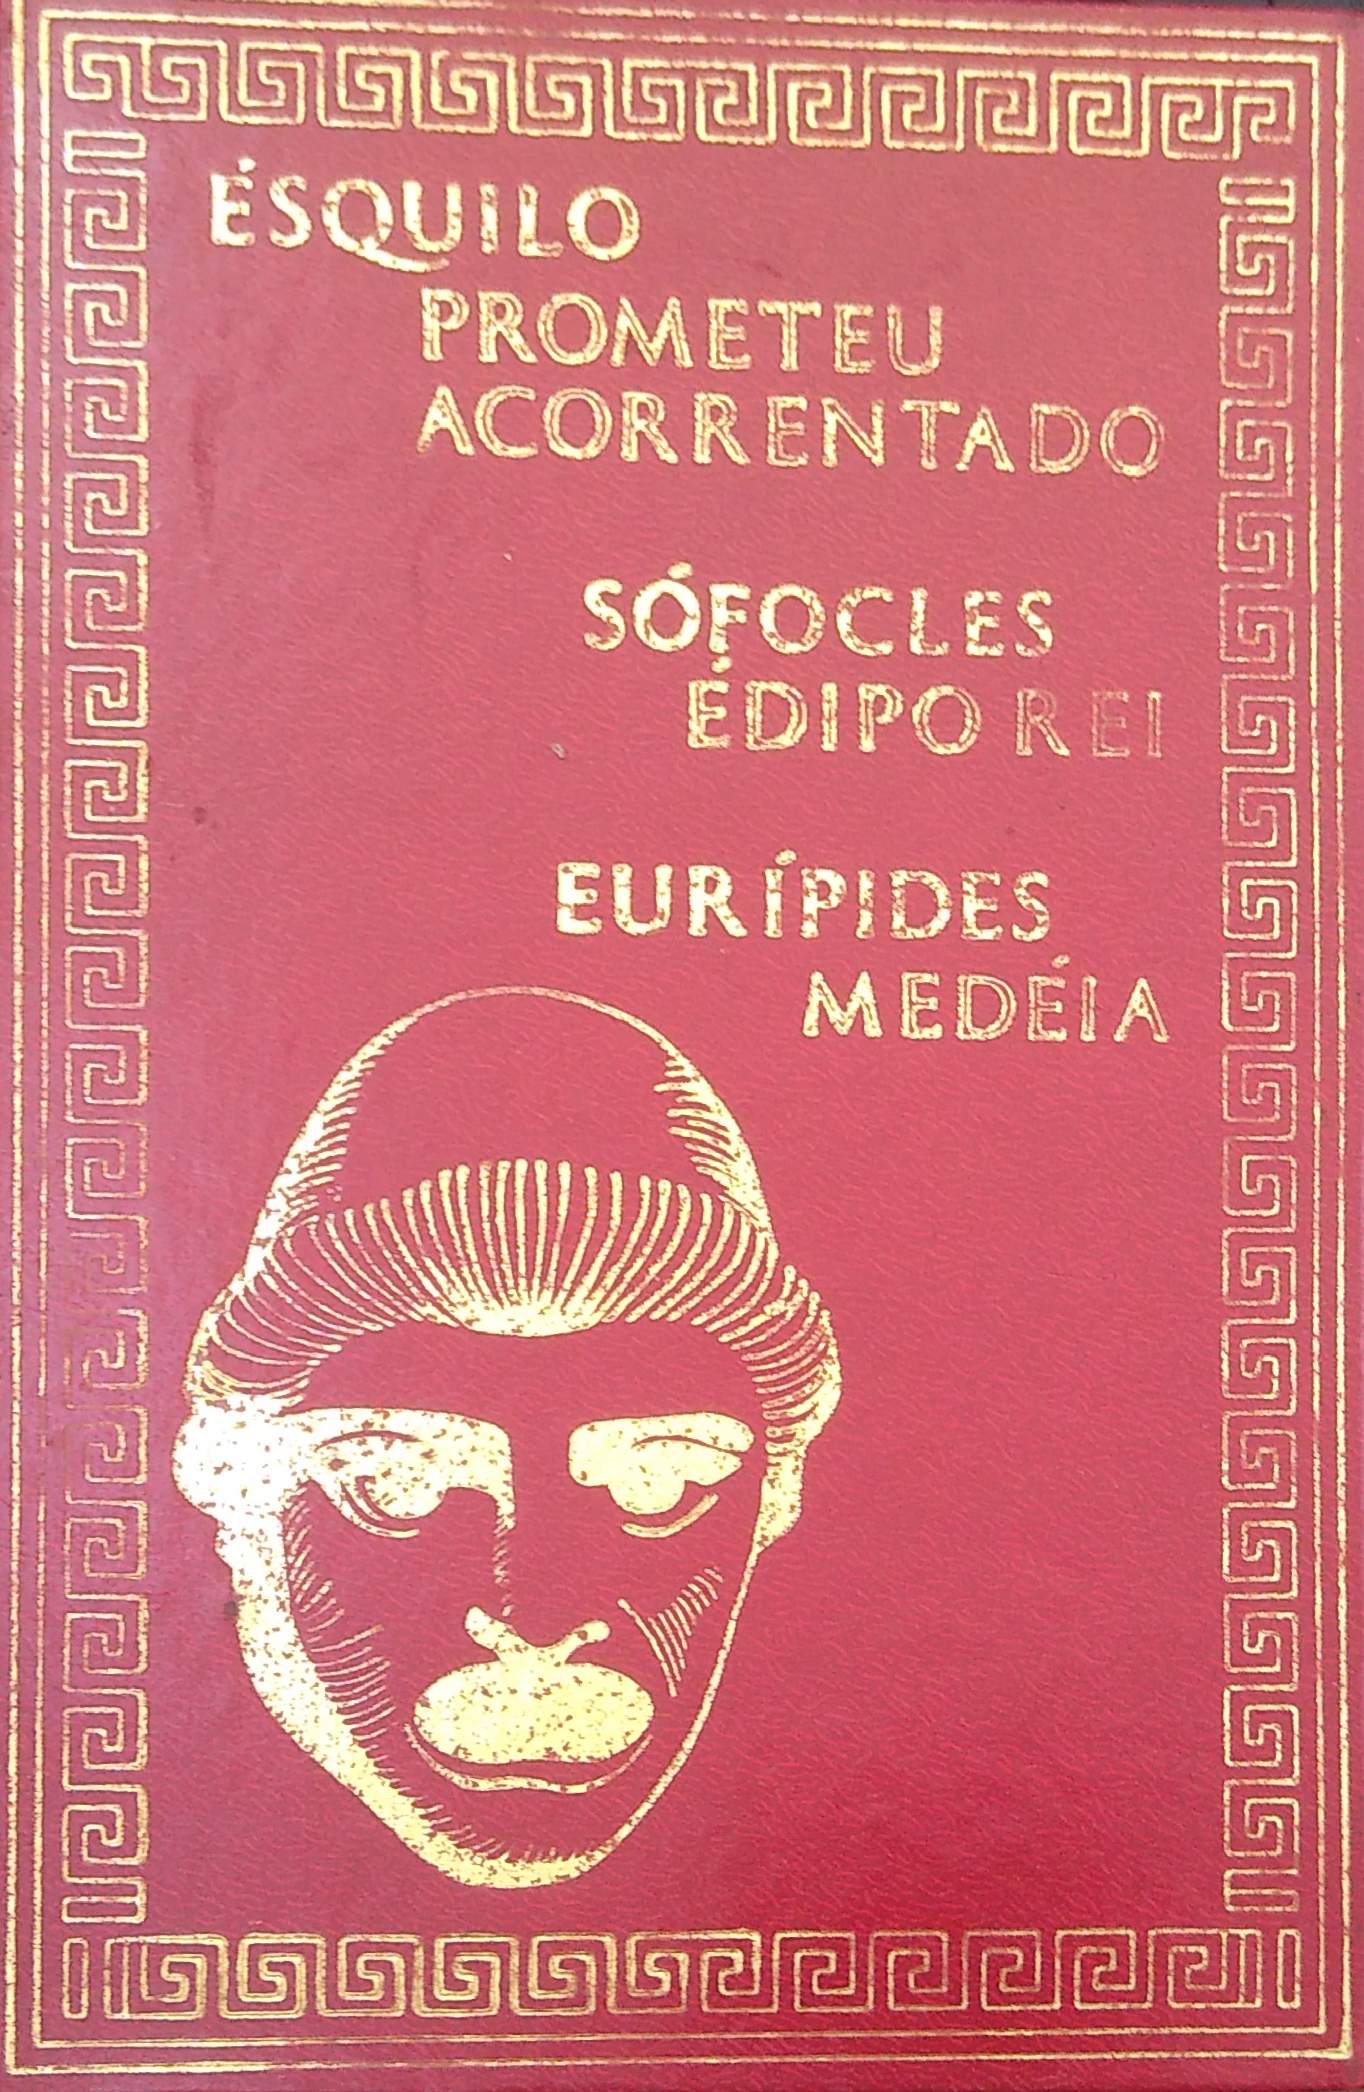 ÉSQUILO
PROMETEU
ACORRENTADO
SÓFOCLES
ÉDIPO REI
EURÍPIDES
MEDÉIA